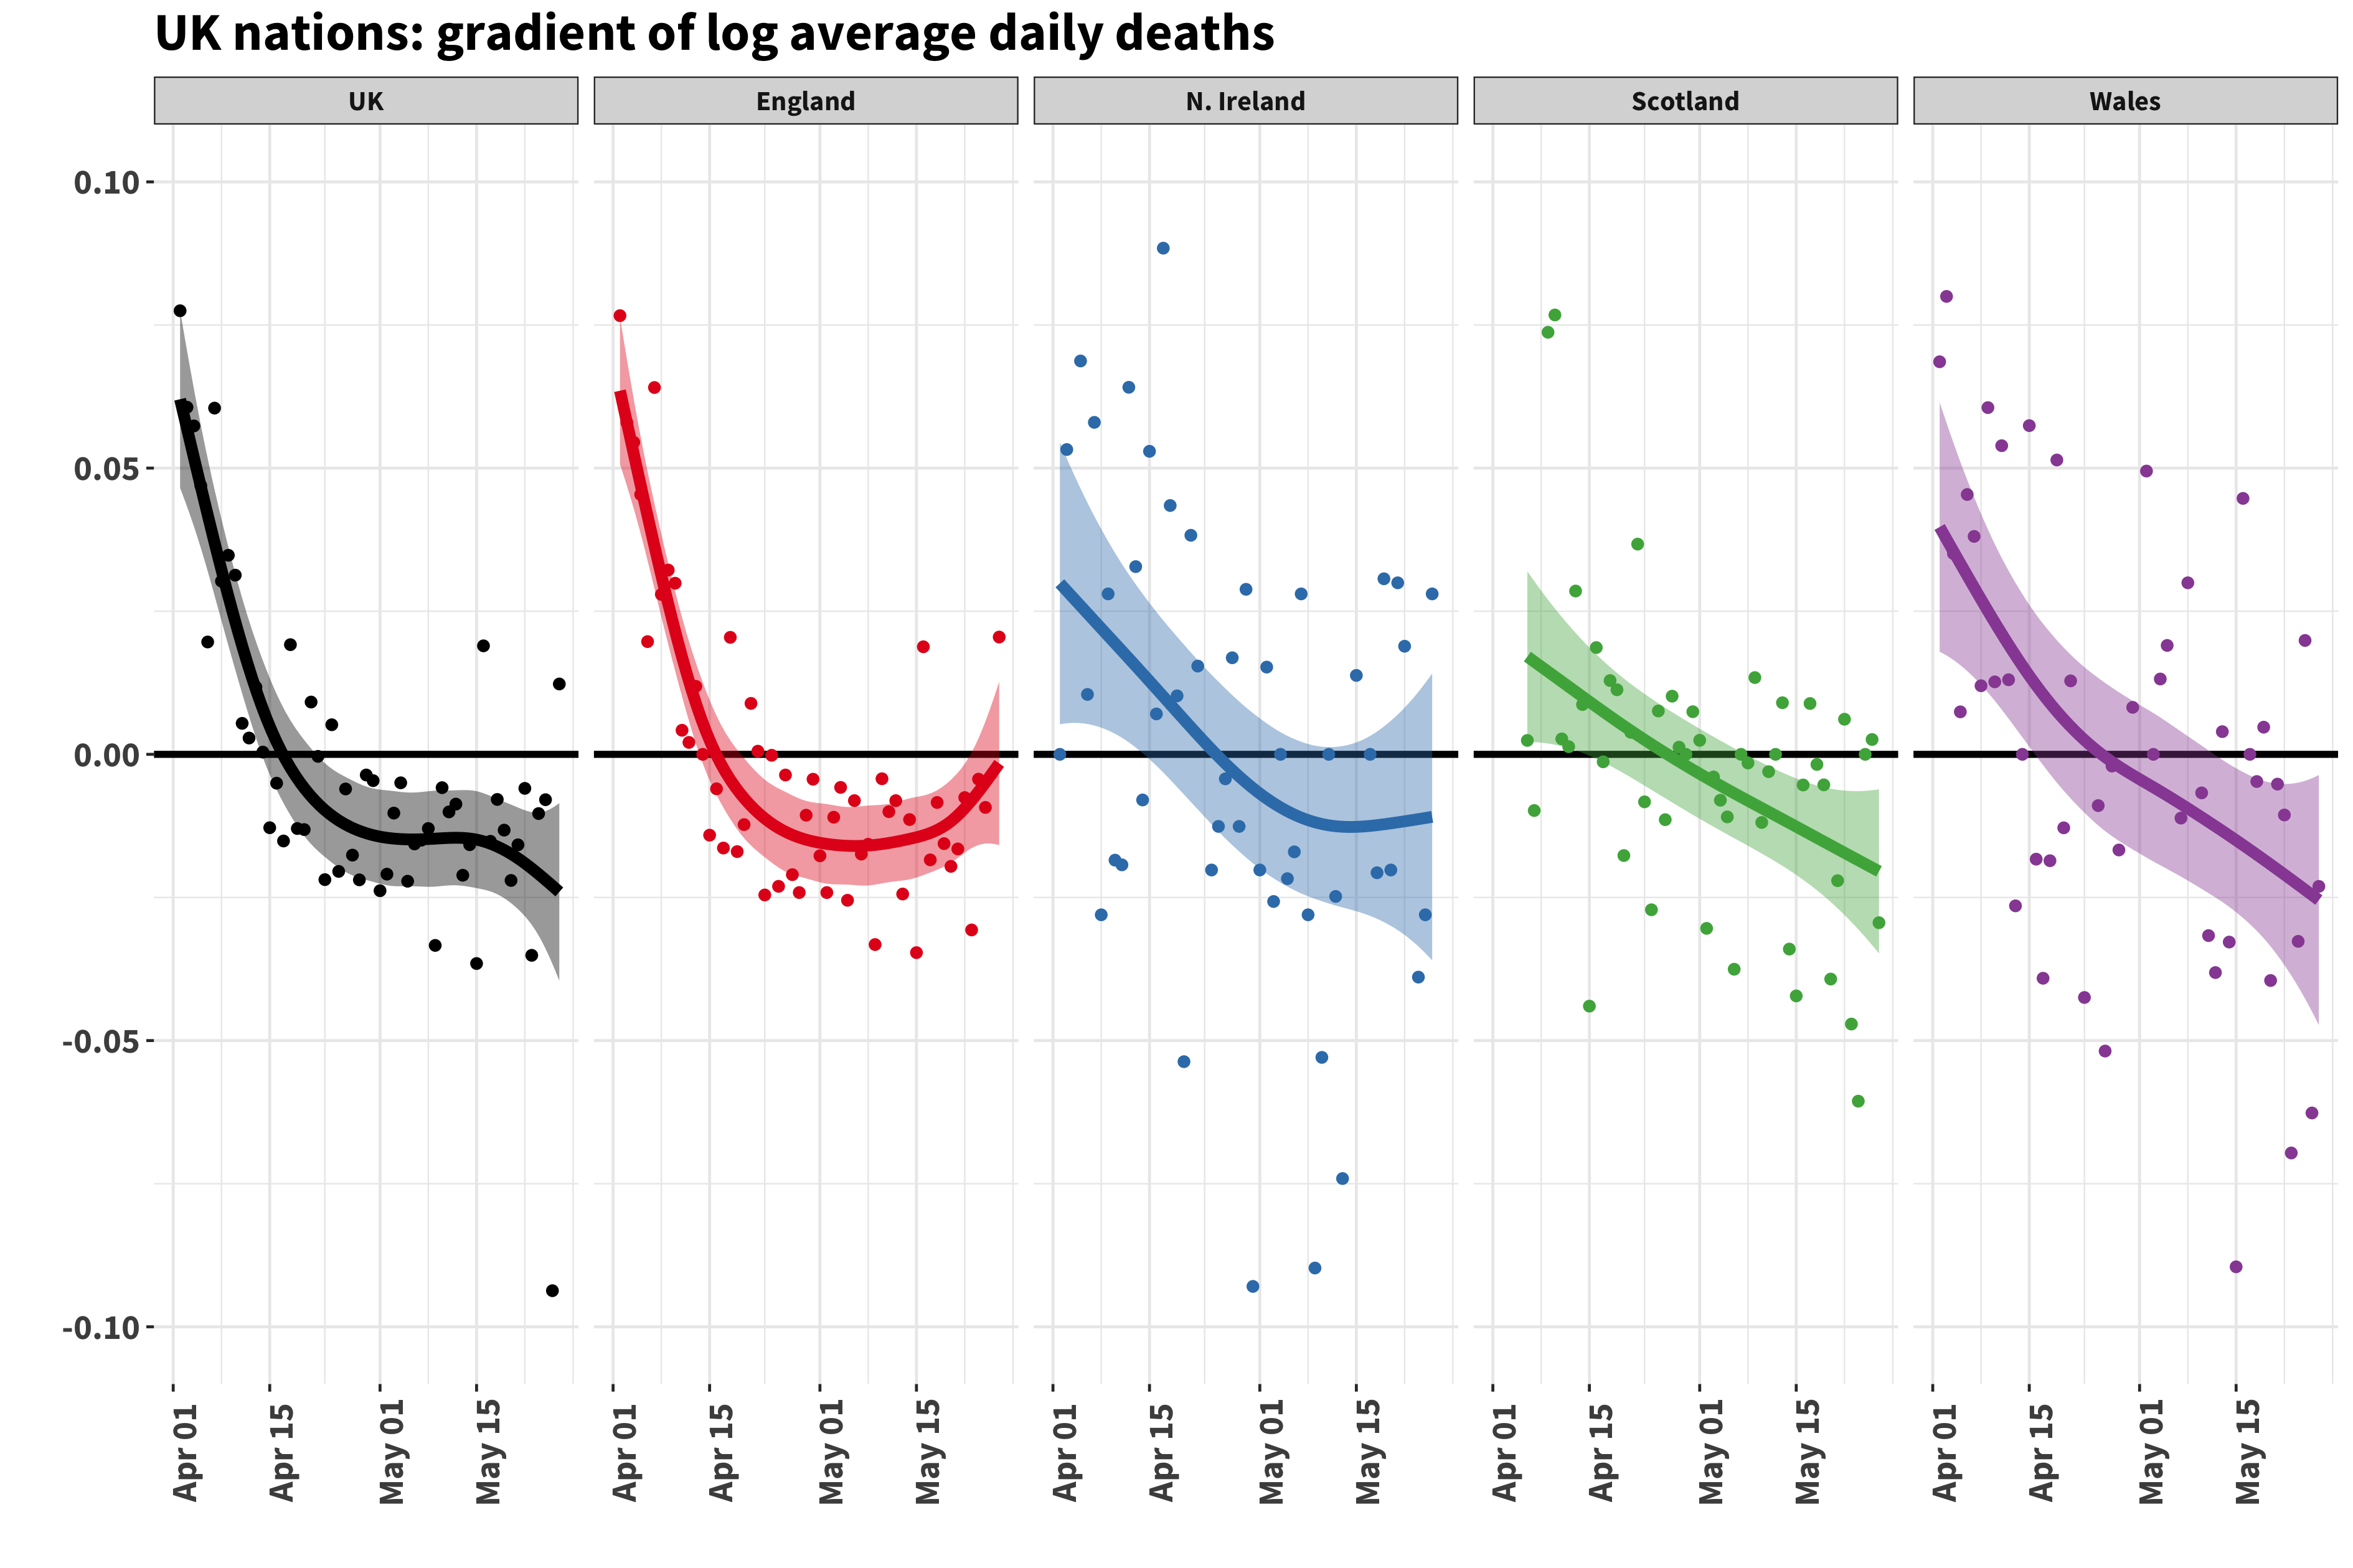 UK nations: gradient of log average daily deaths
UK England N. Ireland Scotland Wales
0.10
0.05
0.00
-0.05
-0.10
Apr 01 Apr 15 May 01 May 15 Apr 01 Apr 15 May 01 May 15 Apr 01 Apr 15 May 01 May 15 Apr 01 Apr 15 May 01 May 15 Apr 01 Apr 15 May 01 May 15